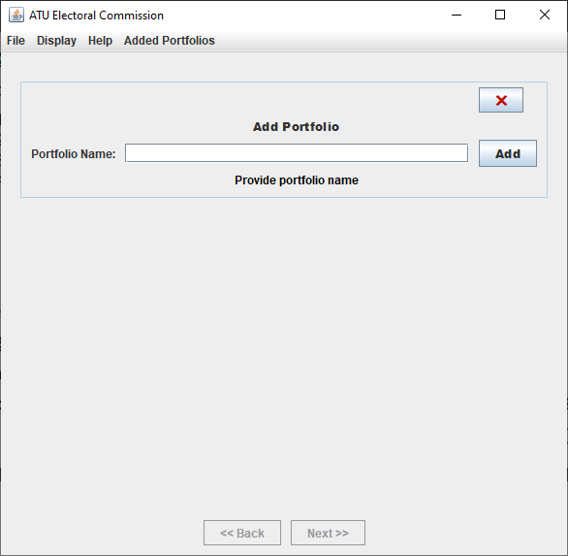 ATU Electoral Commission
File Display Help Added Portfolios
Add Portfolio
Portfolio Name: Add
Provide portfolio name
<< Back Next >>